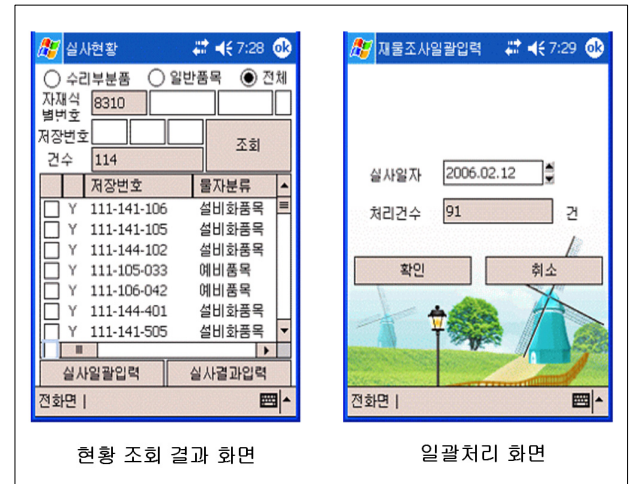 실사현황 7:28 ok
수리부분품 일반품목 전체
자재식별번호 8310
저장번호
조회
건수 114
저장번호 물자분류
Y 111-141-106 설비화품목
Y 111-141-105 설비화품목
Y 111-144-102 설비화품목
Y 111-105-033 예비품목
Y 111-106-042 예비품목
Y 111-144-401 설비화품목
Y 111-141-505 설비화품목
실사일괄입력 실사결과입력
전화면 |
현황 조회 결과 화면
재물조사일괄입력 7:29 ok
실사일자 2006.02.12
처리건수 91 건
확인 취소
전화면 |
일괄처리 화면